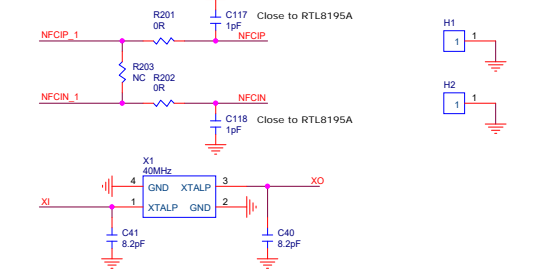 R201
0R
C117
1pF
Close to RTL8195A
NFCIP_1
NFCIP
R203
NC
R202
0R
NFCIN_1
NFCIN
C118
1pF
Close to RTL8195A
H1
1
1
H2
1
1
X1
40MHz
4
GND
XTALP
3
XO
XI
1
XTALP
GND
2
C41
8.2pF
C40
8.2pF